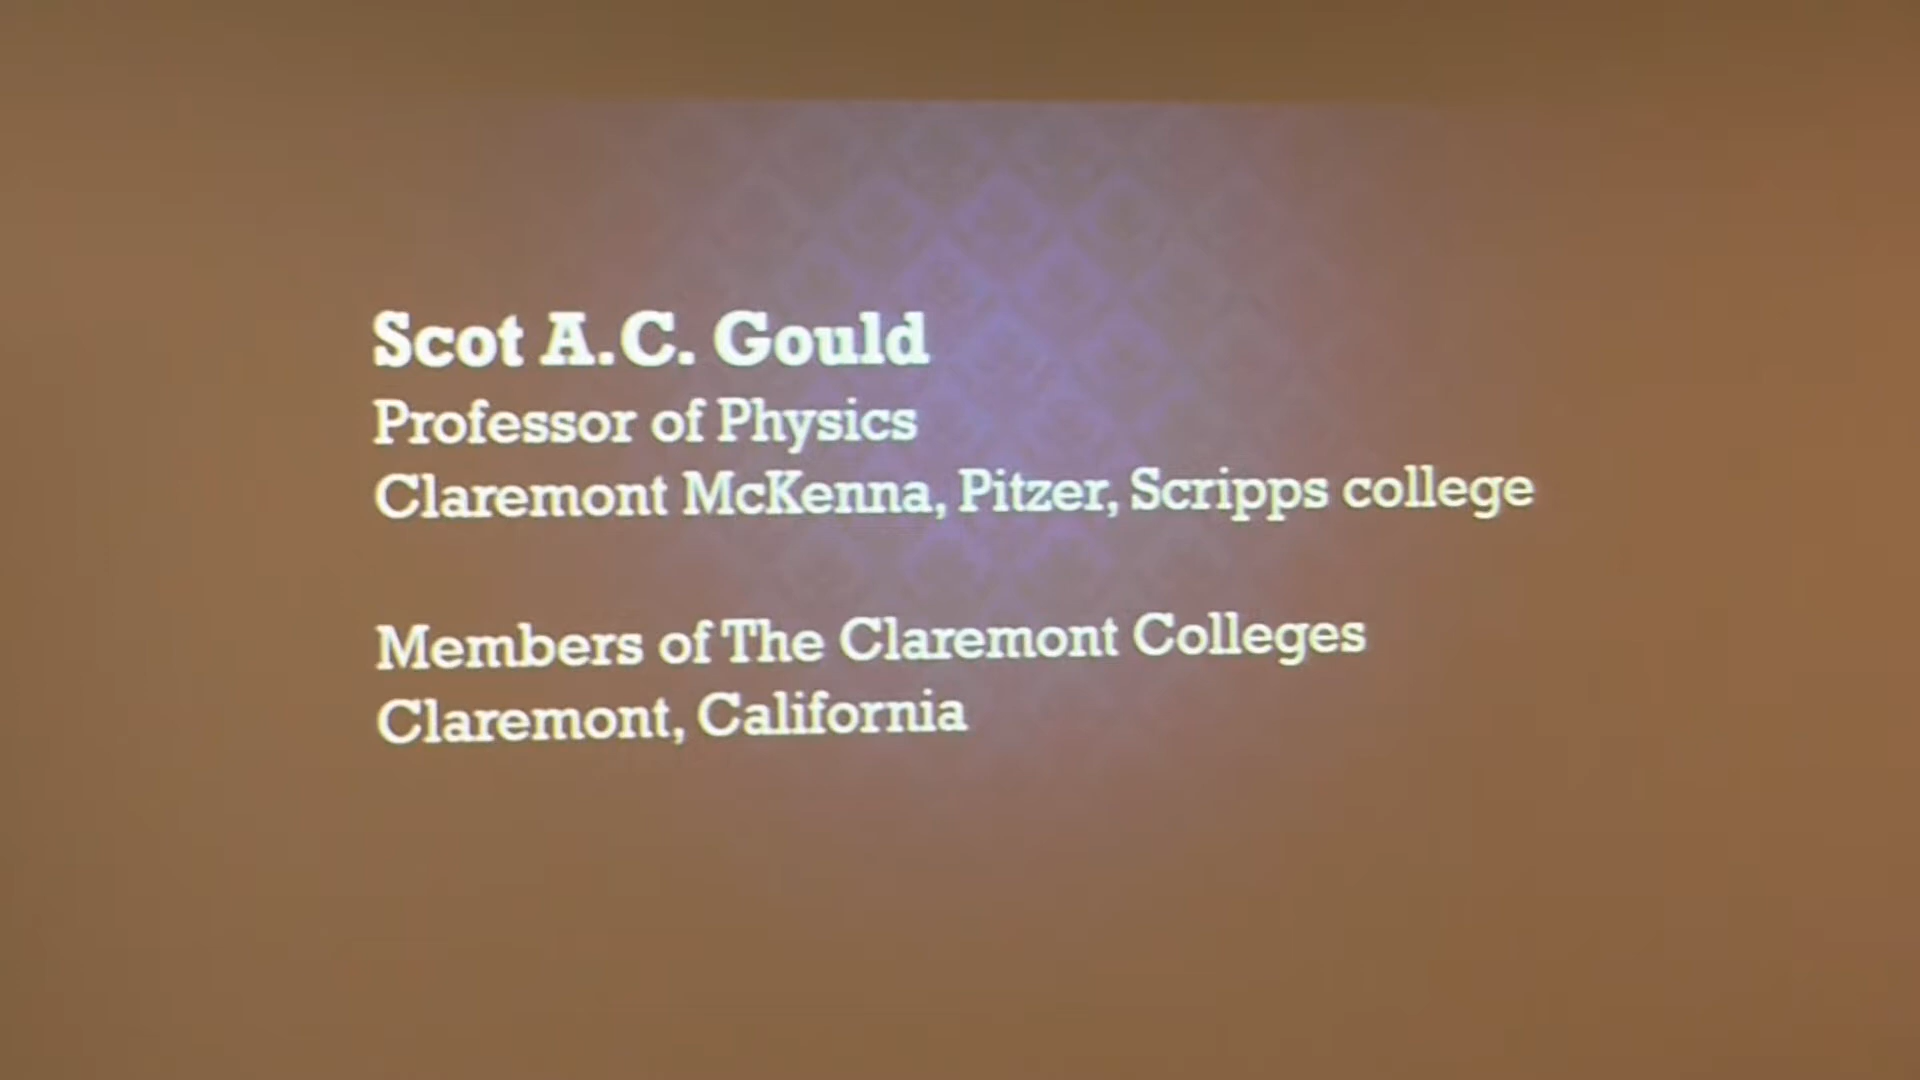 Scot A.C. Gould
Professor of Physics
Claremont McKenna, Pitzer, Scripps college
Members of The Claremont Colleges
Claremont, California